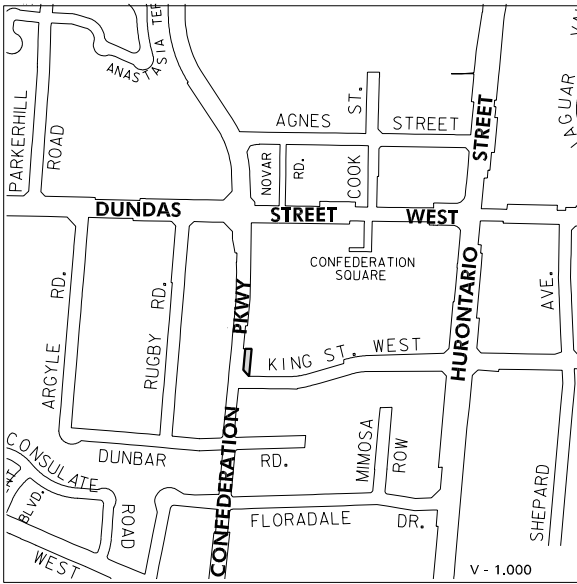 ANASTASIA TER
PARKERHILL
ROAD
AGNES STREET
ST.
COOK
NOVAR
RD.
STREET
JAGUAR VA
DUNDAS STREET WEST
CONFEDERATION
SQUARE
ARGYLE RD.
RUGBY RD.
CONFEDERATION PKWY
HURONTARIO
AVE.
SHEPARD
KING ST. WEST
DUNBAR RD.
MIMOSA
ROW
CONSULATE
ROAD
BLVD.
WEST
FLORADALE DR.
V - 1.000